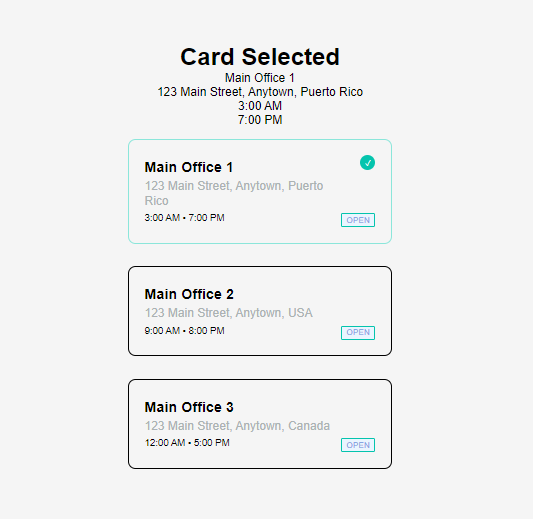 Card Selected
Main Office 1
123 Main Street, Anytown, Puerto Rico
3:00 AM
7:00 PM
Main Office 1
123 Main Street, Anytown, Puerto
Rico
3:00 AM • 7:00 PM
OPEN
Main Office 2
123 Main Street, Anytown, USA
9:00 AM • 8:00 PM
OPEN
Main Office 3
123 Main Street, Anytown, Canada
12:00 AM • 5:00 PM
OPEN